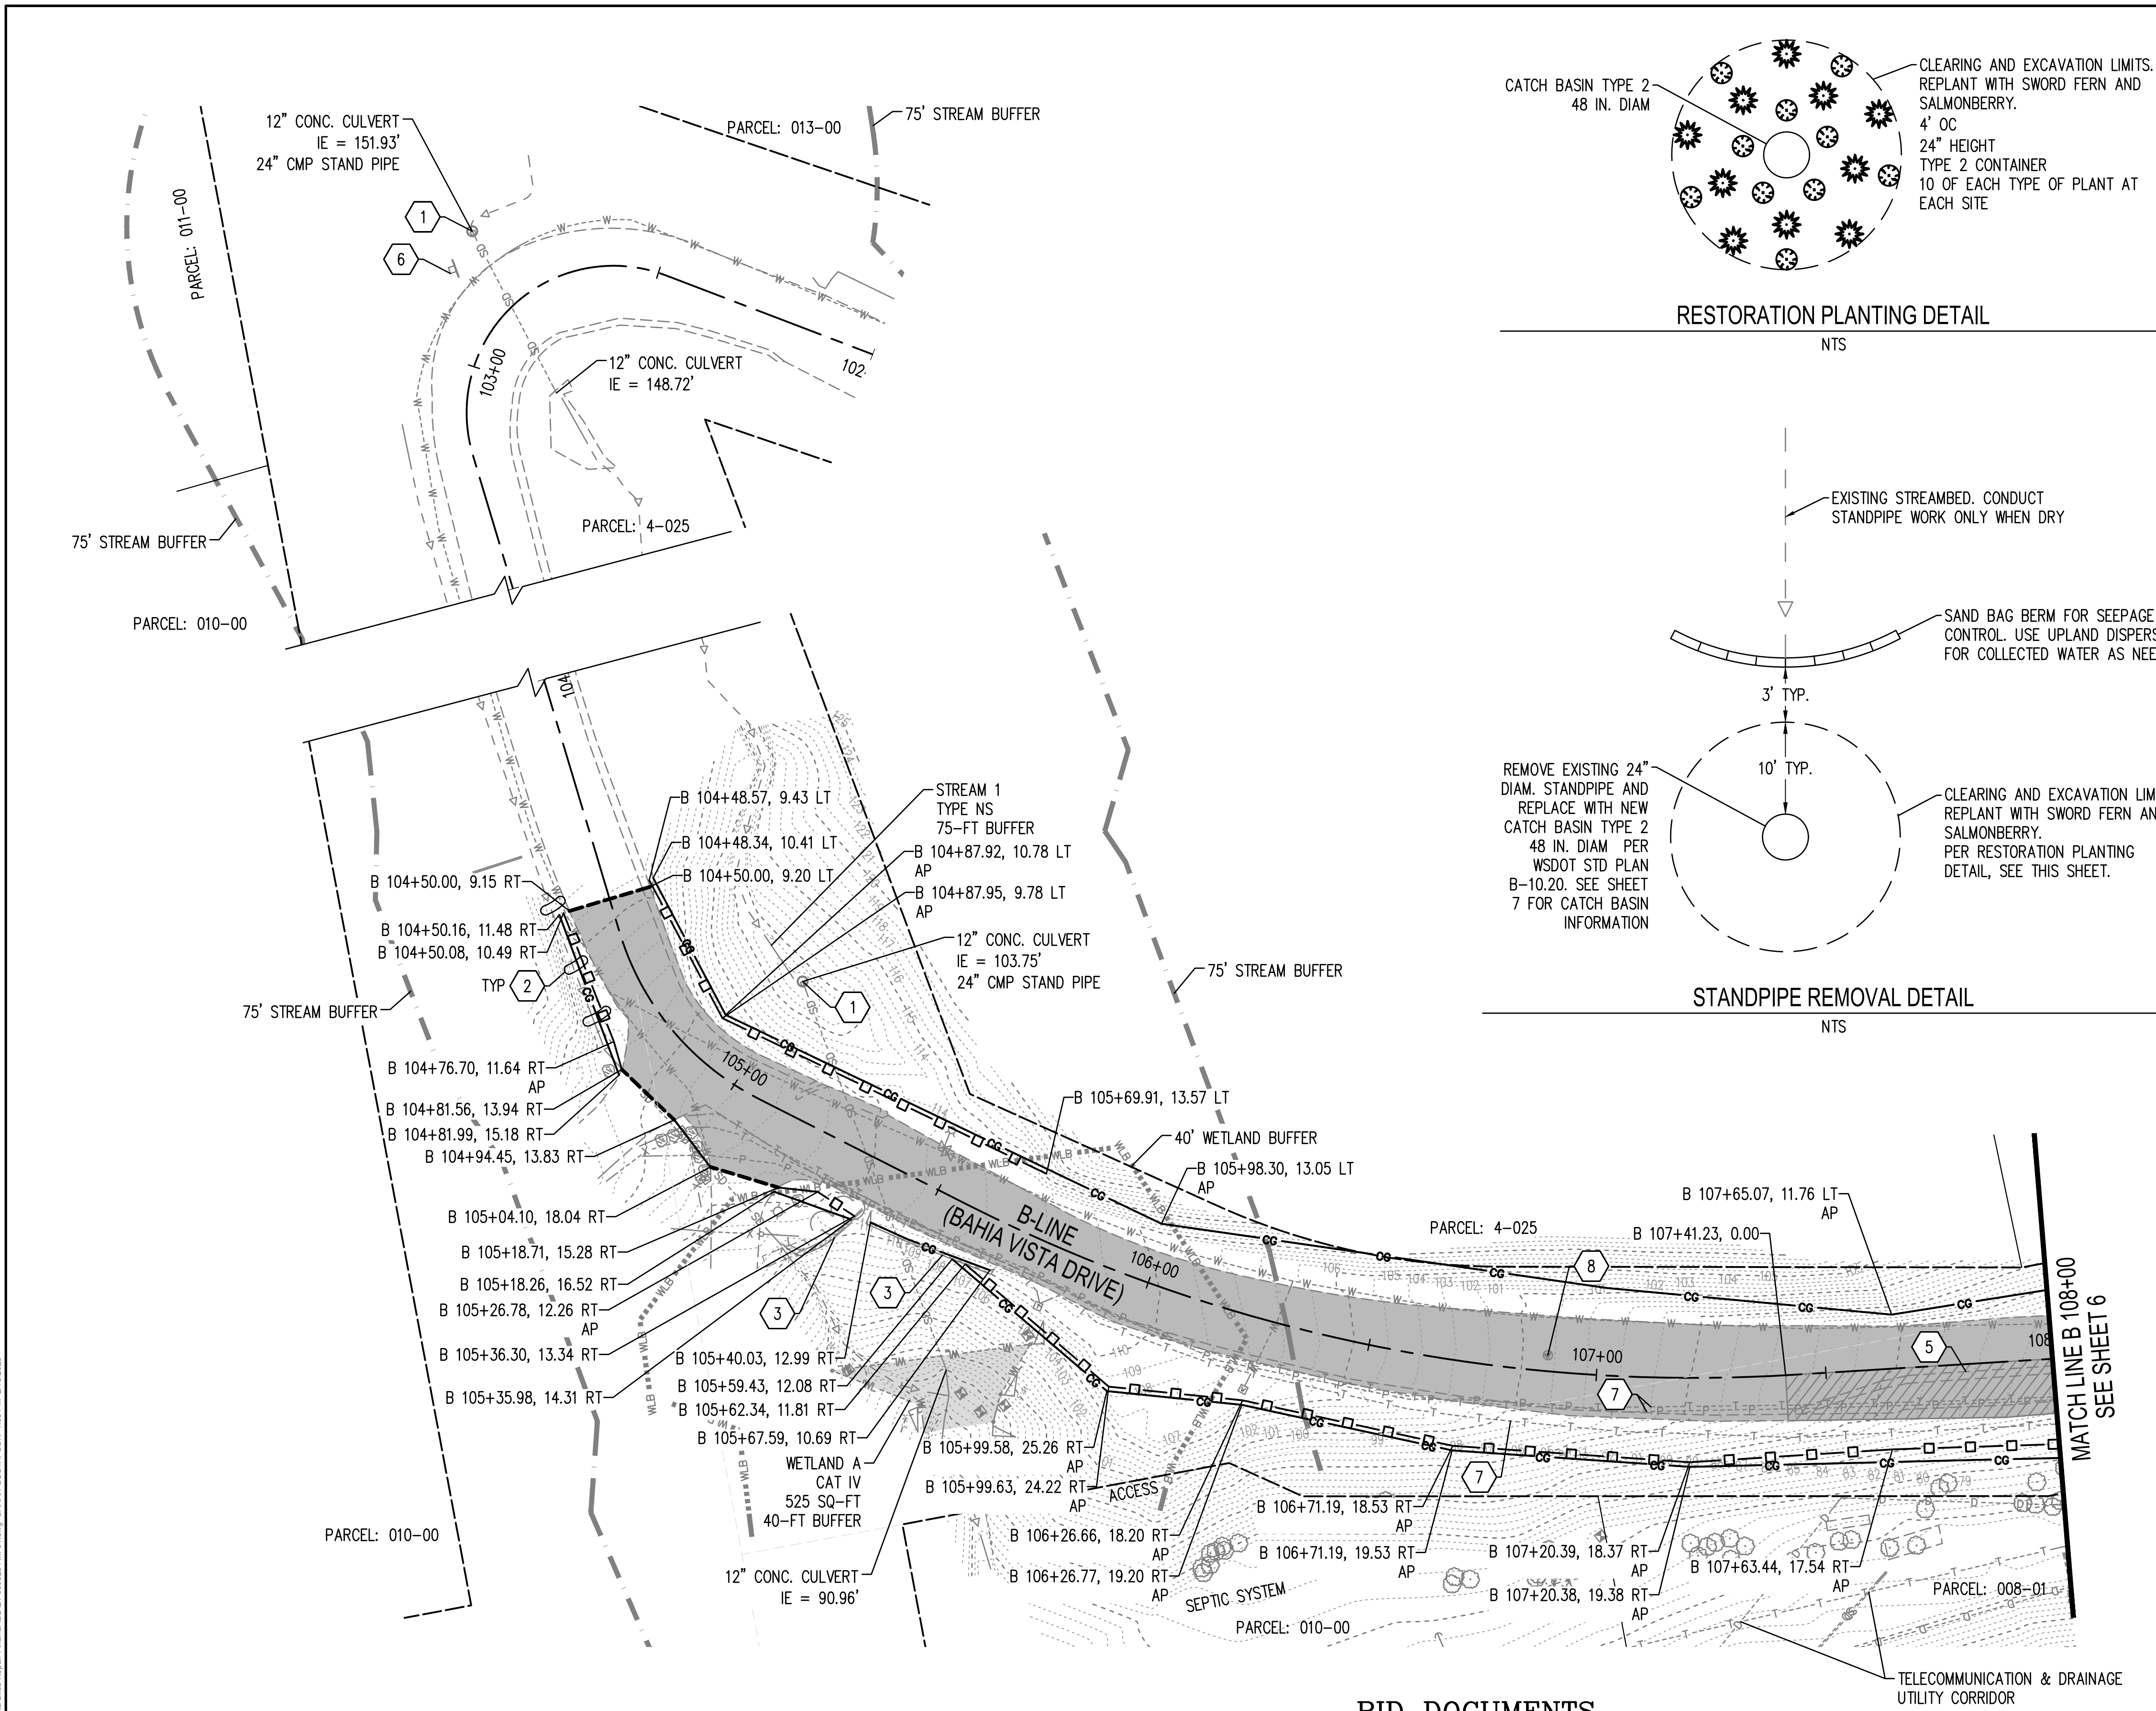 12" CONC. CULVERT
IE = 151.93'
24" CMP STAND PIPE
1
6
PARCEL: 011-00
PARCEL: 013-00
75' STREAM BUFFER
103+00
102
12" CONC. CULVERT
IE = 148.72'
PARCEL: 4-025
75' STREAM BUFFER
PARCEL: 010-00
CATCH BASIN TYPE 2
48 IN. DIAM
CLEARING AND EXCAVATION LIMITS.
REPLANT WITH SWORD FERN AND
SALMONBERRY.
4' OC
24" HEIGHT
TYPE 2 CONTAINER
10 OF EACH TYPE OF PLANT AT
EACH SITE
RESTORATION PLANTING DETAIL
NTS
EXISTING STREAMBED. CONDUCT
STANDPIPE WORK ONLY WHEN DRY
SAND BAG BERM FOR SEEPAGE
CONTROL. USE UPLAND
FOR COLLECTED WATER AS
3' TYP.
10' TYP.
REMOVE EXISTING 24"
DIAM. STANDPIPE AND
REPLACE WITH NEW
CATCH BASIN TYPE 2
48 IN. DIAM PER
WSDOT STD PLAN
B-10.20. SEE SHEET
7 FOR CATCH BASIN
INFORMATION
CLEARING AND EXCAVATION
REPLANT WITH SWORD FERN
SALMONBERRY.
PER RESTORATION PLANTING
DETAIL, SEE THIS SHEET.
STANDPIPE REMOVAL DETAIL
NTS
104
B 104+48.57, 9.43 LT
B 104+48.34, 10.41 LT
B 104+50.00, 9.20 LT
STREAM 1
TYPE NS
75-FT BUFFER
B 104+87.92, 10.78 LT
AP
B 104+87.95, 9.78 LT
AP
12" CONC. CULVERT
IE = 103.75'
24" CMP STAND PIPE
1
75' STREAM BUFFER
B 104+50.00, 9.15 RT
B 104+50.16, 11.48 RT
B 104+50.08, 10.49 RT
TYP 2
75' STREAM BUFFER
B 104+76.70, 11.64 RT
AP
B 104+81.56, 13.94 RT
B 104+81.99, 15.18 RT
B 104+94.45, 13.83 RT
105+00
B 105+04.10, 18.04 RT
B 105+18.71, 15.28 RT
B 105+18.26, 16.52 RT
B 105+26.78, 12.26 RT
AP
B 105+36.30, 13.34 RT
B 105+35.98, 14.31 RT
3
3
B 105+40.03, 12.99 RT
B 105+59.43, 12.08 RT
B 105+62.34, 11.81 RT
B 105+67.59, 10.69 RT
WETLAND A
CAT IV
525 SQ-FT
40-FT BUFFER
12" CONC. CULVERT
IE = 90.96'
PARCEL: 010-00
B 105+69.91, 13.57 LT
40' WETLAND BUFFER
B 105+98.30, 13.05 LT
AP
B-LINE
(BAHIA VISTA DRIVE)
106+00
PARCEL: 4-025
8
B 107+65.07, 11.76 LT
AP
B 107+41.23, 0.00
107+00
108
5
7
7
MATCH LINE B 108+00
SEE SHEET 6
B 105+99.58, 25.26 RT
AP
B 105+99.63, 24.22 RT
AP
ACCESS
B 106+26.66, 18.20 RT
AP
B 106+26.77, 19.20 RT
AP
B 106+71.19, 18.53 RT
AP
B 106+71.19, 19.53 RT
AP
B 107+20.39, 18.37 RT
AP
B 107+20.38, 19.38 RT
AP
B 107+63.44, 17.54 RT
AP
SEPTIC SYSTEM
PARCEL: 010-00
PARCEL: 008-01
TELECOMMUNICATION & DRAINAGE
UTILITY CORRIDOR
BID DOCUMENTS